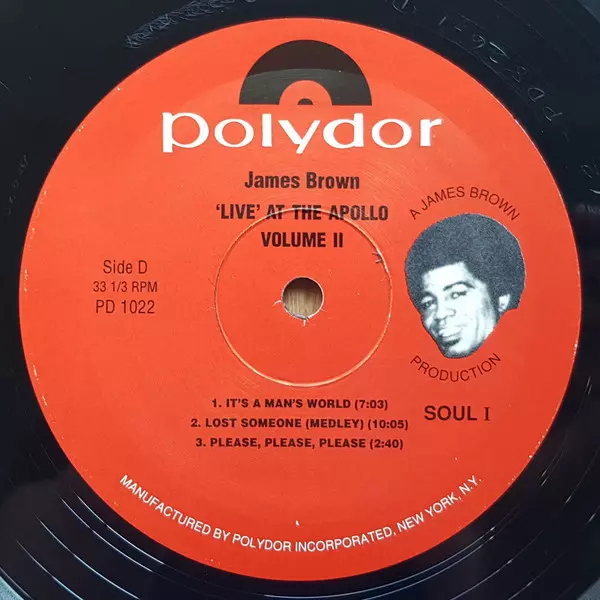 polydor
James Brown
'LIVE' AT THE APOLLO
VOLUME II
Side D
33 1/3 RPM
PD 1022
A JAMES BROWN
PRODUCTION
1. IT'S A MAN'S WORLD (7:03)
2. LOST SOMEONE (MEDLEY) (10:05)
3. PLEASE, PLEASE, PLEASE (2:40)
SOUL I
MANUFACTURED BY POLYDOR INCORPORATED, NEW YORK, N.Y.